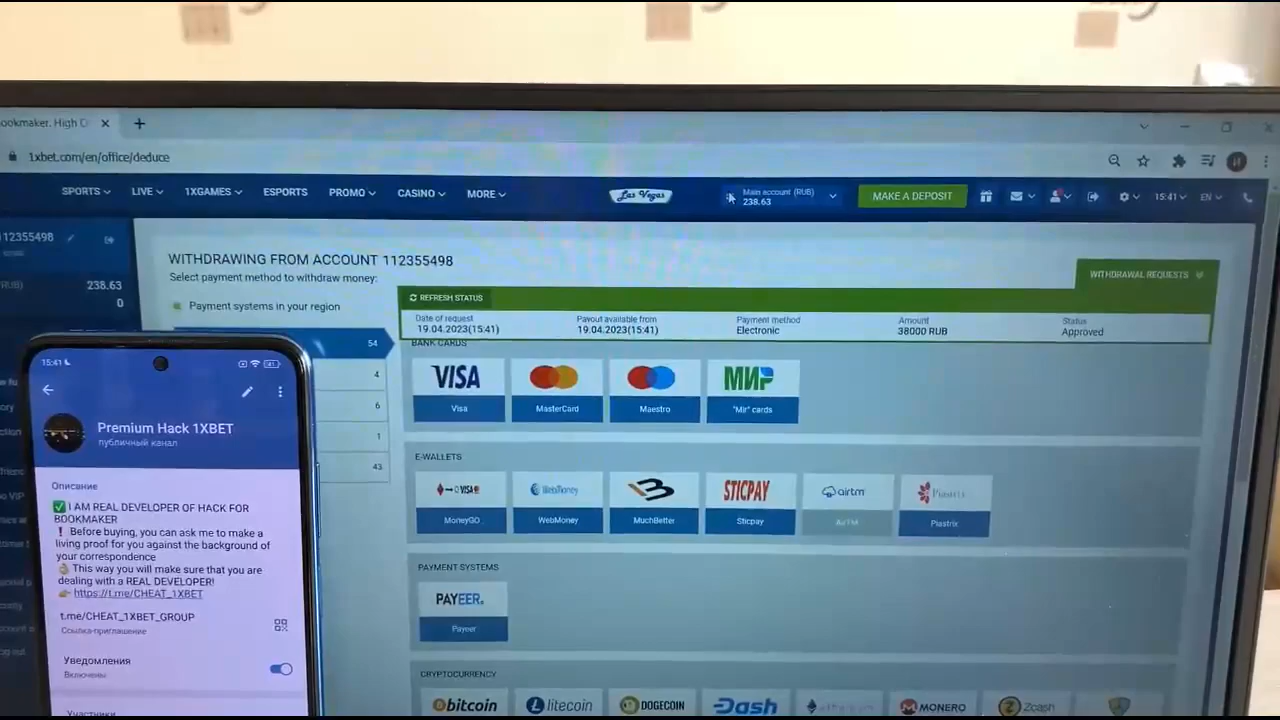 ookmaker. High
1xbet.com/en/office/deduce
SPORTS LIVE 1XGAMES ESPORTS PROMO CASINO MORE
Las Vegas
Main account (RUB)
238.63
MAKE A DEPOSIT
15:41
EN
112355498
RUB)
238.63
0
WITHDRAWING FROM ACCOUNT 112355498
Select payment method to withdraw money:
WITHDRAWAL REQUESTS
Payment systems in your region
REFRESH STATUS
Date of request Payout available from Payment method Amount Status
19.04.2023(15:41) 19.04.2023(15:41) Electronic 38000 RUB Approved
54
4
6
1
43
BANK CARDS
VISA МИР
Visa MasterCard Maestro "Mir" cards
E-WALLETS
VISA WebMoney STICPAY airtm Piastrix
MoneyGO WebMoney MuchBetter Sticpay AirTM Piastrix
PAYMENT SYSTEMS
PAYEER.
Payeer
CRYPTOCURRENCY
bitcoin litecoin DOGECOIN Dash MONERO Zcash
15:41
Premium Hack 1XBET
публичный канал
Описание
✅ I AM REAL DEVELOPER OF HACK FOR
BOOKMAKER
❗ Before buying, you can ask me to make a
living proof for you against the background of
your correspondence
👌 This way you will make sure that you are
dealing with a REAL DEVELOPER!
👉 https://t.me/CHEAT_1XBET
t.me/CHEAT_1XBET_GROUP
Ссылка-приглашение
Уведомления
Включены
Участники